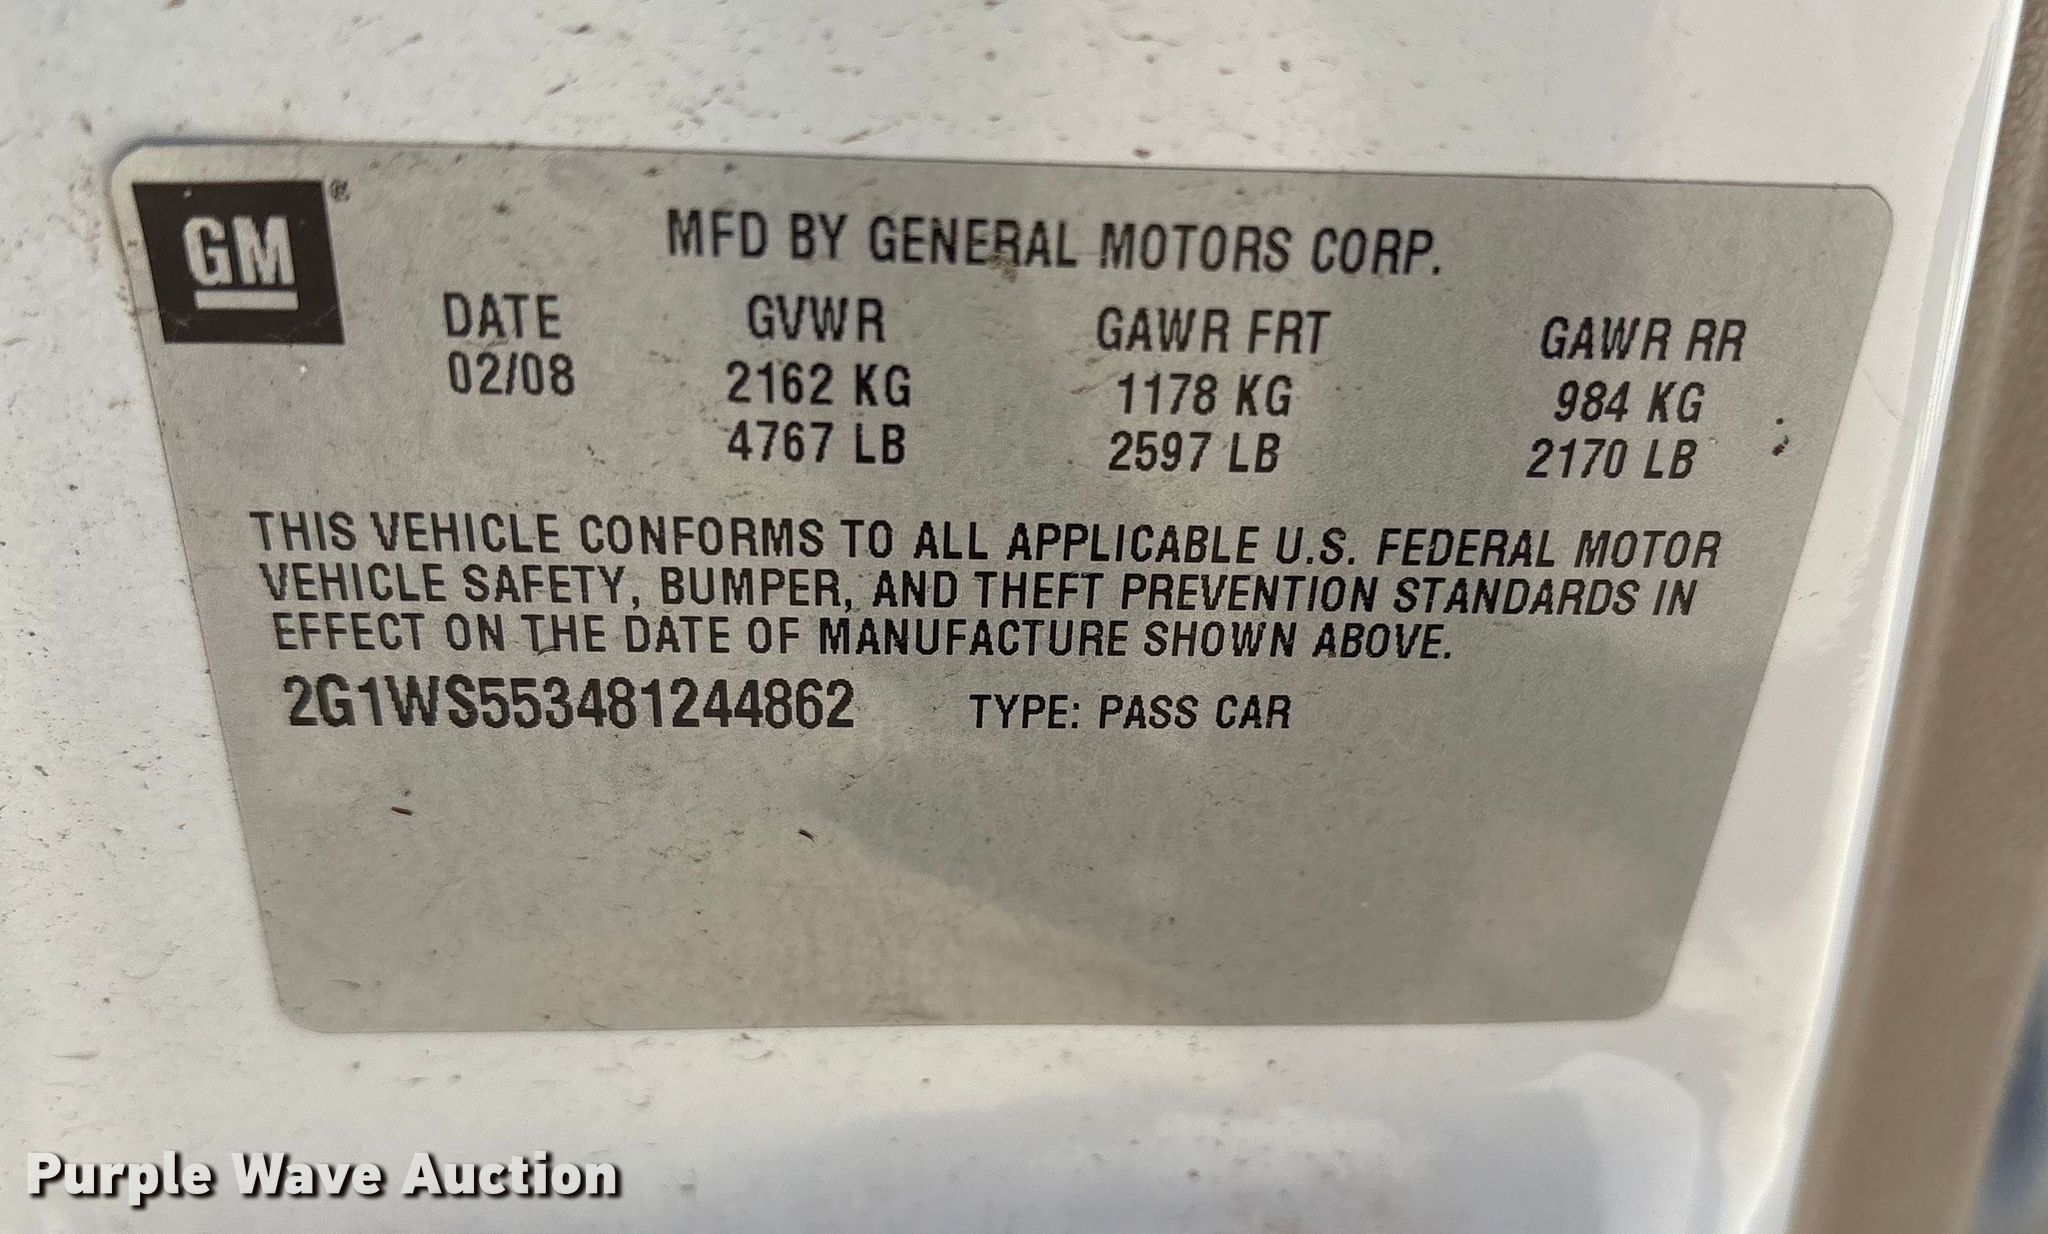 GM ®
MFD BY GENERAL MOTORS CORP.
DATE GVWR GAWR FRT GAWR RR
02/08 2162 KG 1178 KG 984 KG
4767 LB 2597 LB 2170 LB
THIS VEHICLE CONFORMS TO ALL APPLICABLE U.S. FEDERAL MOTOR
VEHICLE SAFETY, BUMPER, AND THEFT PREVENTION STANDARDS IN
EFFECT ON THE DATE OF MANUFACTURE SHOWN ABOVE.
2G1WS553481244862 TYPE: PASS CAR
Purple Wave Auction